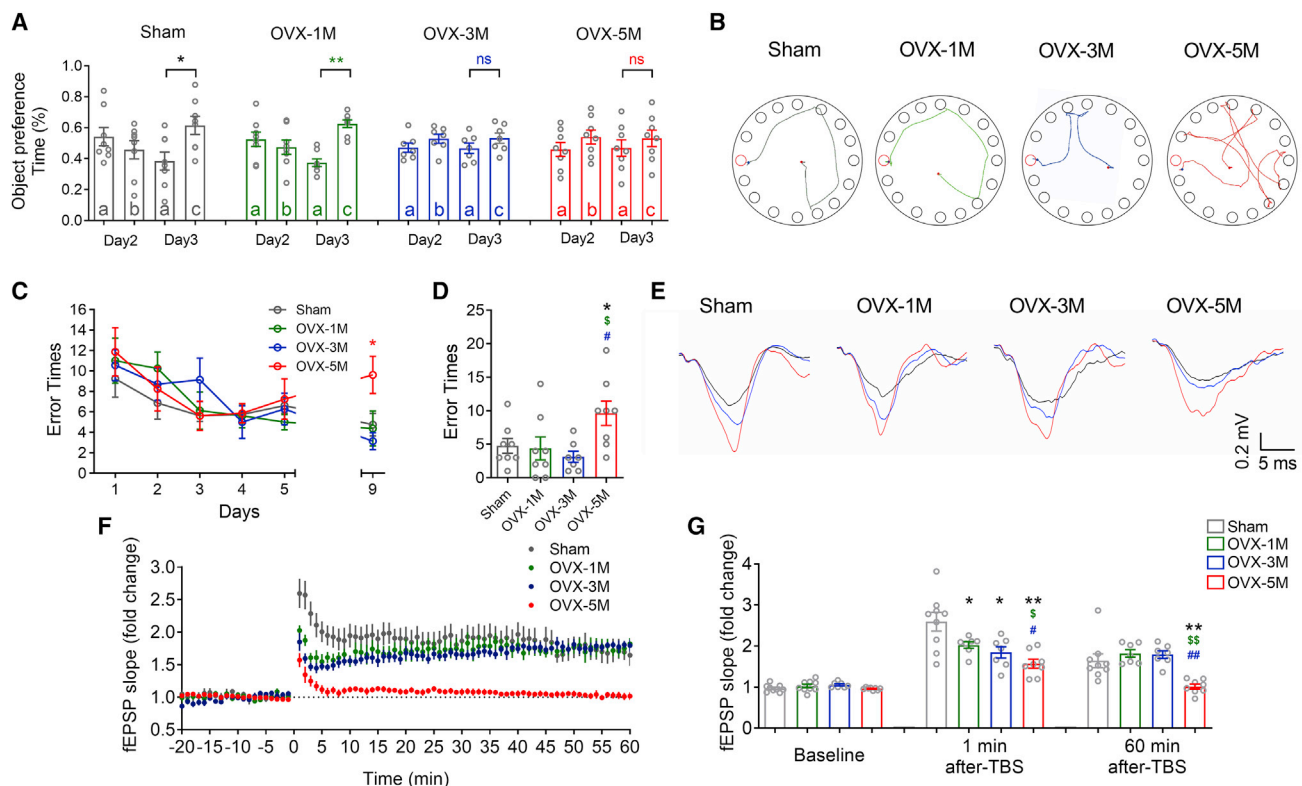 A
Sham
OVX-1M
OVX-3M
OVX-5M
*
**
ns
ns
Object preference
Time (%)
1.0
0.8
0.6
0.4
0.2
0.0
a b a c a b a c a b a c a b a c
Day2 Day3 Day2 Day3 Day2 Day3 Day2 Day3
B
Sham
OVX-1M
OVX-3M
OVX-5M
C
Error Times
16
14
12
10
8
6
4
2
0
Sham
OVX-1M
OVX-3M
OVX-5M
*
1 2 3 4 5 9
Days
D
Error Times
25
20
15
10
5
0
*
$
#
Sham
OVX-1M
OVX-3M
OVX-5M
E
Sham
OVX-1M
OVX-3M
OVX-5M
0.2 mV
5 ms
F
fEPSP slope (fold change)
3.0
2.5
2.0
1.5
1.0
0.5
Sham
OVX-1M
OVX-3M
OVX-5M
-20 -15 -10 -5 0 5 10 15 20 25 30 35 40 45 50 55 60
Time (min)
G
Sham
OVX-1M
OVX-3M
OVX-5M
fEPSP slope (fold change)
4
3
2
1
0
*
*
**
$
#
**
$$
##
Baseline
1 min
after-TBS
60 min
after-TBS